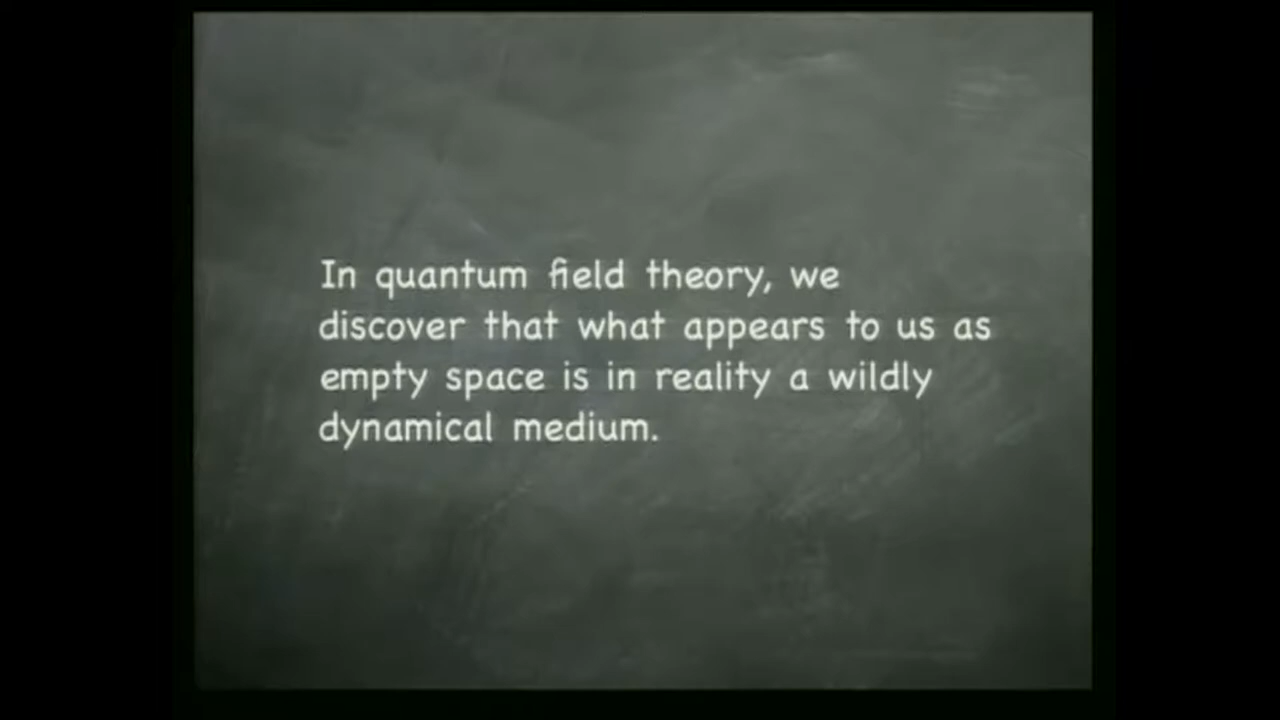 In quantum field theory, we
discover that what appears to us as
empty space is in reality a wildly
dynamical medium.